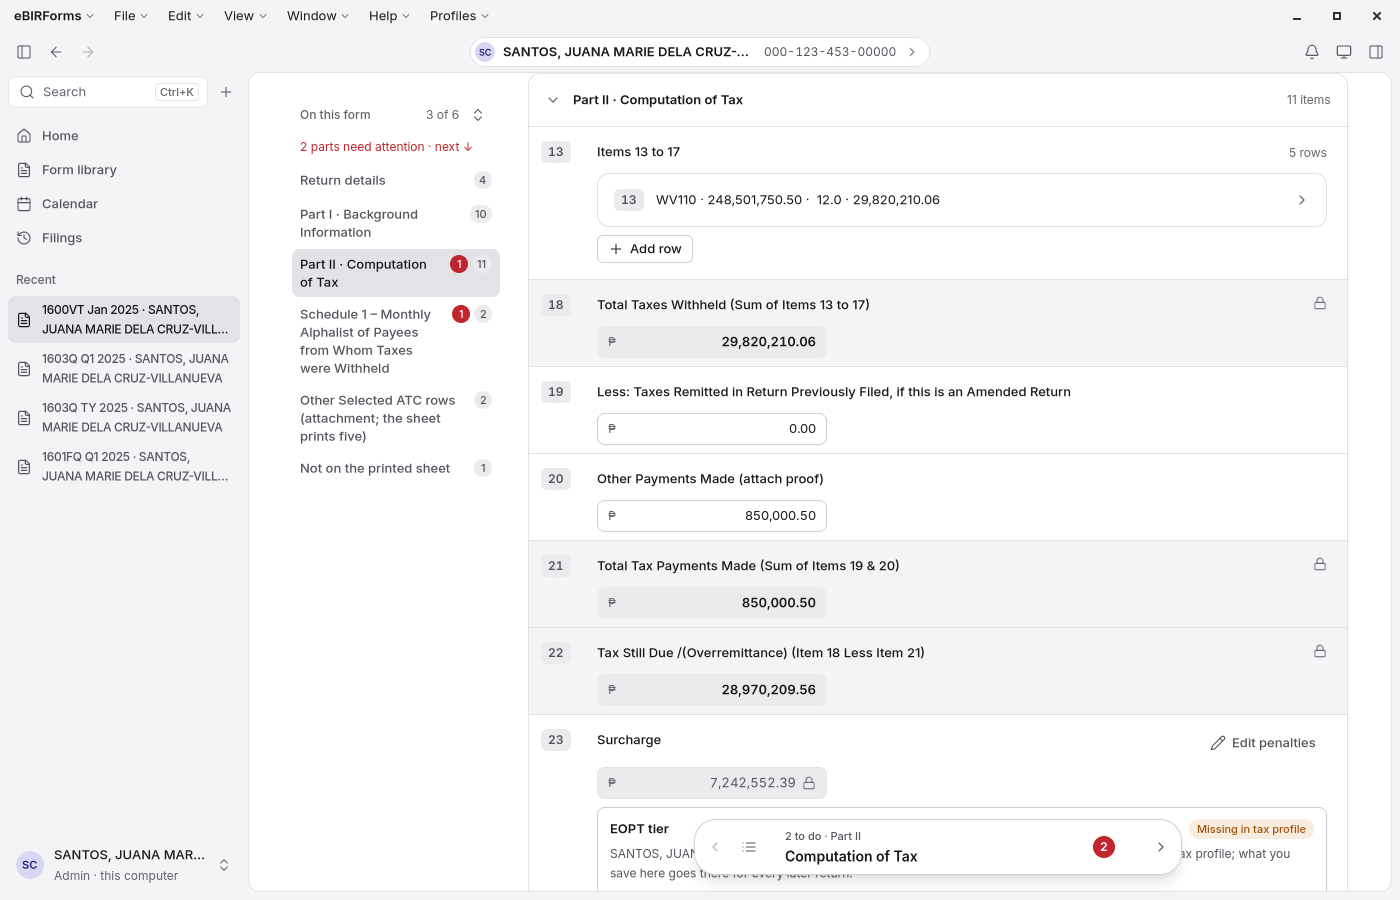 eBIRForms File Edit View Window Help Profiles
SC SANTOS, JUANA MARIE DELA CRUZ-... 000-123-453-00000
Search Ctrl+K
Home
Form library
Calendar
Filings
Recent
1600VT Jan 2025 · SANTOS,
JUANA MARIE DELA CRUZ-VILL...
1603Q Q1 2025 · SANTOS, JUANA
MARIE DELA CRUZ-VILLANUEVA
1603Q TY 2025 · SANTOS, JUANA
MARIE DELA CRUZ-VILLANUEVA
1601FQ Q1 2025 · SANTOS,
JUANA MARIE DELA CRUZ-VILL...
SC SANTOS, JUANA MAR...
Admin · this computer
On this form 3 of 6
2 parts need attention · next ↓
Return details 4
Part I · Background 10
Information
Part II · Computation 1 11
of Tax
Schedule 1 – Monthly 1 2
Alphalist of Payees
from Whom Taxes
were Withheld
Other Selected ATC rows 2
(attachment; the sheet
prints five)
Not on the printed sheet 1
Part II · Computation of Tax 11 items
13 Items 13 to 17 5 rows
13 WV110 · 248,501,750.50 · 12.0 · 29,820,210.06
Add row
18 Total Taxes Withheld (Sum of Items 13 to 17)
₱ 29,820,210.06
19 Less: Taxes Remitted in Return Previously Filed, if this is an Amended Return
₱ 0.00
20 Other Payments Made (attach proof)
₱ 850,000.50
21 Total Tax Payments Made (Sum of Items 19 & 20)
₱ 850,000.50
22 Tax Still Due /(Overremittance) (Item 18 Less Item 21)
₱ 28,970,209.56
23 Surcharge Edit penalties
₱ 7,242,552.39
EOPT tier Missing in tax profile
SANTOS, JUAN ax profile; what you
save here goes there for every later return.
2 to do · Part II
Computation of Tax 2